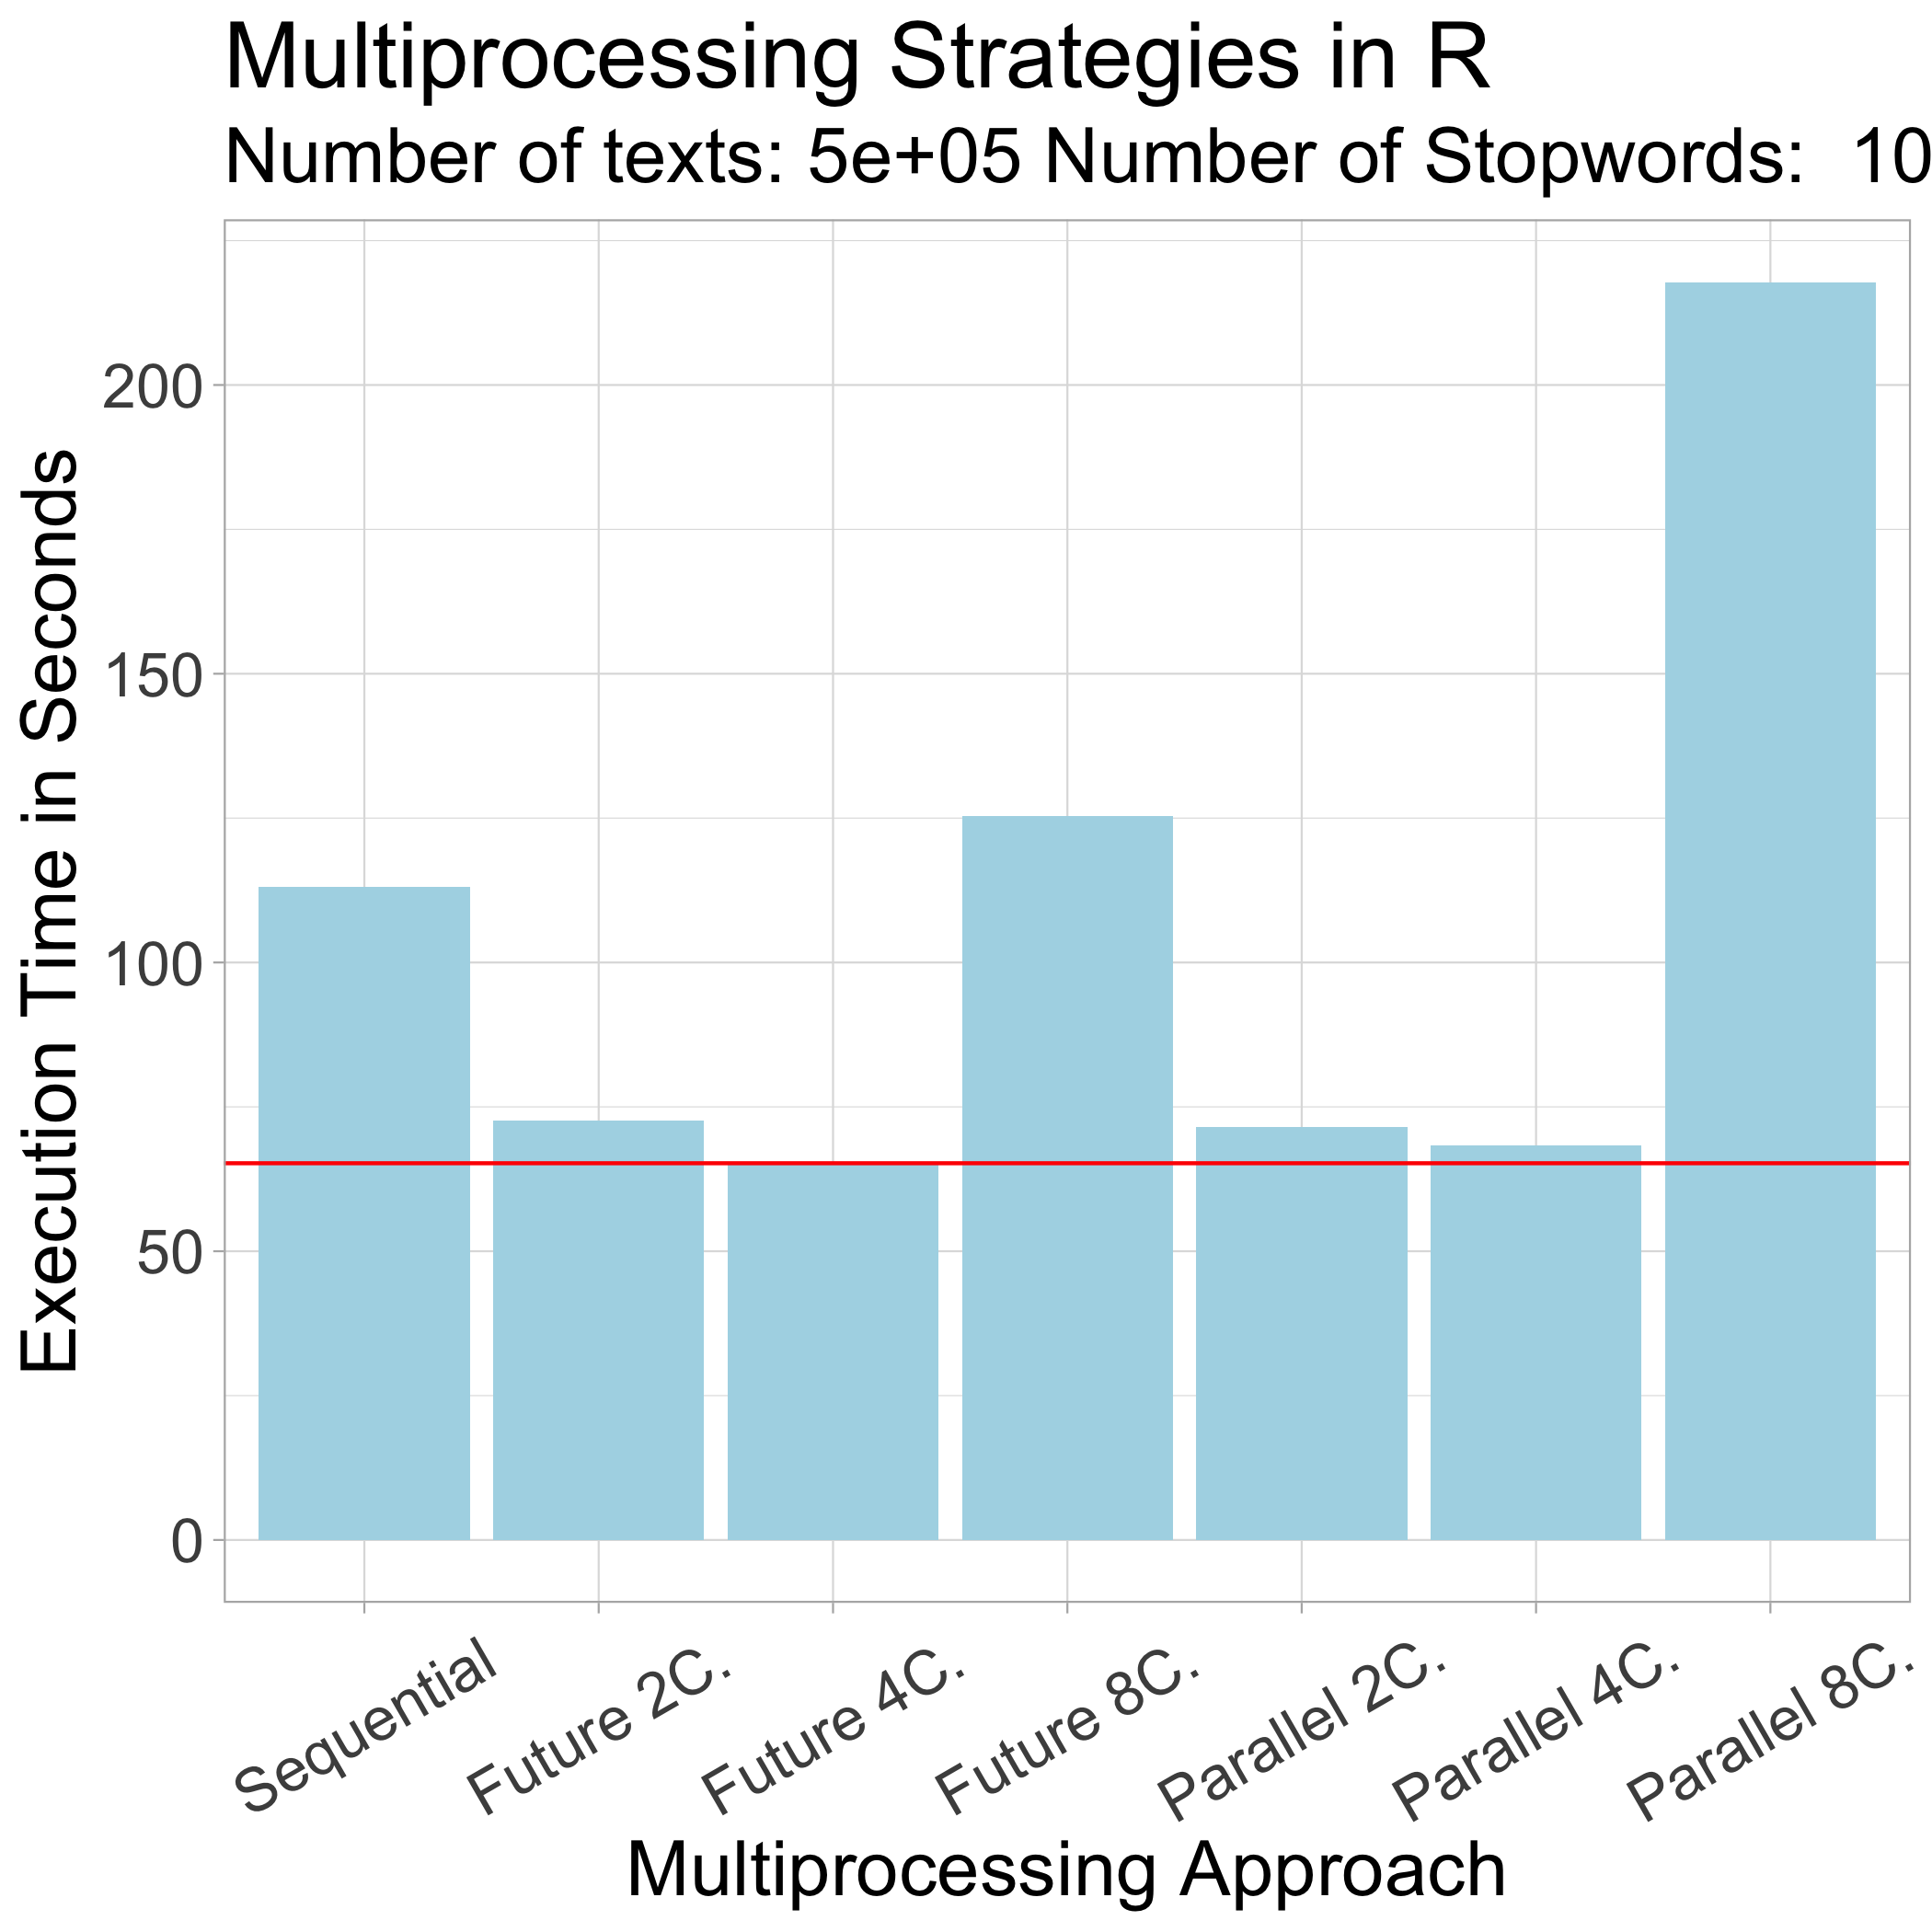 Multiprocessing Strategies in R
Number of texts: 5e+05 Number of Stopwords:  10
Execution Time in Seconds
200
150
100
50
0
Sequential
Future 2C.
Future 4C.
Future 8C.
Parallel 2C.
Parallel 4C.
Parallel 8C.
Multiprocessing Approach